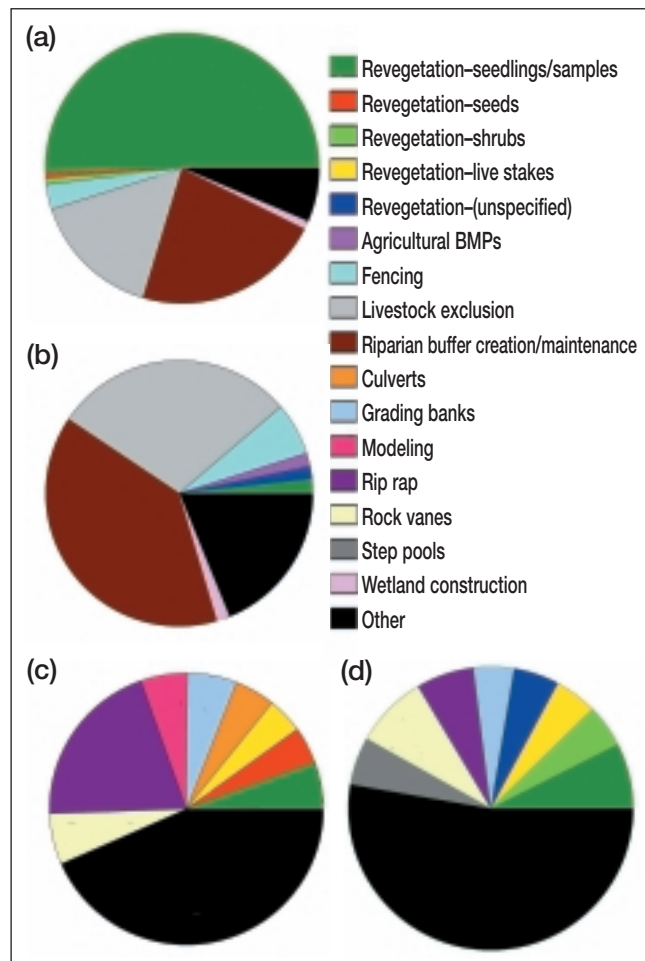 (a)
Revegetation–seedlings/samples
Revegetation–seeds
Revegetation–shrubs
Revegetation–live stakes
Revegetation–(unspecified)
Agricultural BMPs
Fencing
Livestock exclusion
Riparian buffer creation/maintenance
(b)
Culverts
Grading banks
Modeling
Rip rap
Rock vanes
Step pools
Wetland construction
Other
(c)
(d)